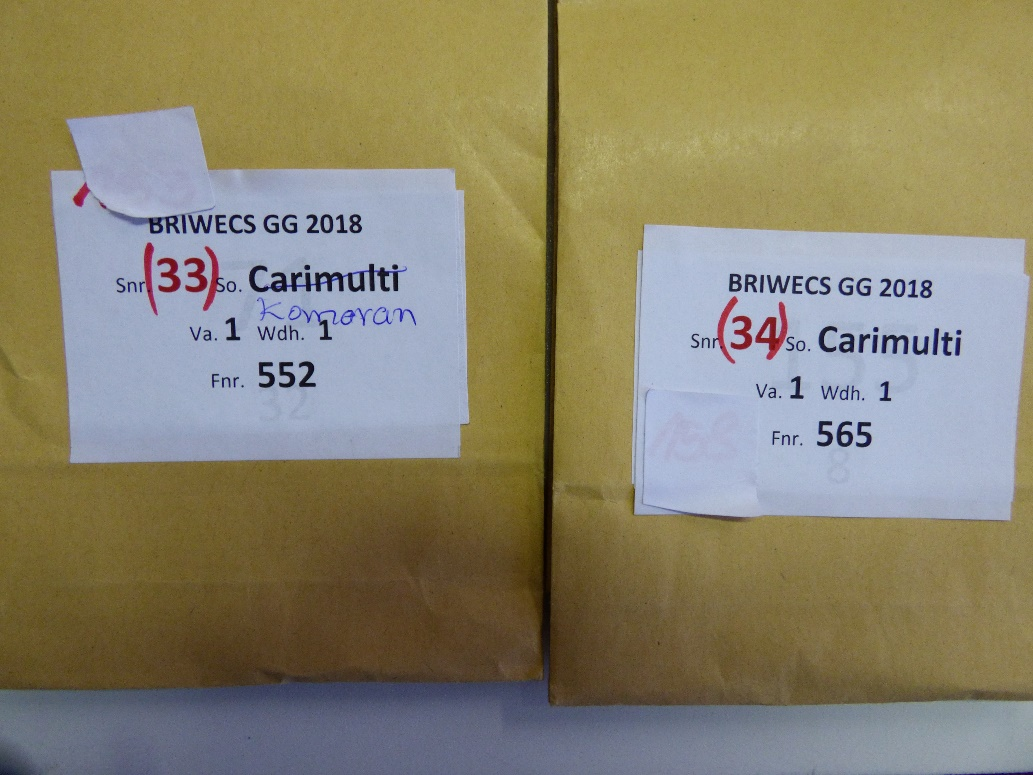 BRIWECS GG 2018
Snr. (33) So. Carimulti
Komoran
Va. 1 Wdh. 1
Fnr. 552
BRIWECS GG 2018
Snr. (34) So. Carimulti
Va. 1 Wdh. 1
Fnr. 565